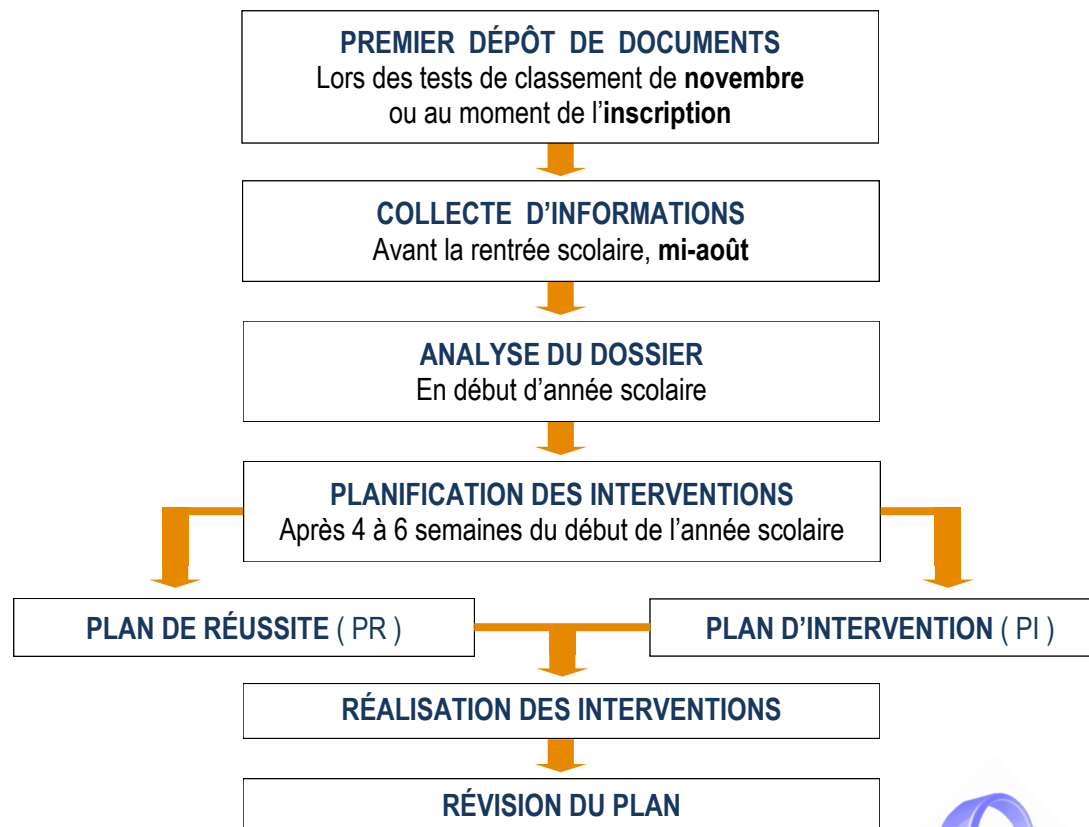 PREMIER DÉPÔT DE DOCUMENTS
Lors des tests de classement de novembre
ou au moment de l'inscription
COLLECTE D'INFORMATIONS
Avant la rentrée scolaire, mi-août
ANALYSE DU DOSSIER
En début d'année scolaire
PLANIFICATION DES INTERVENTIONS
Après 4 à 6 semaines du début de l'année scolaire
PLAN DE RÉUSSITE ( PR )
PLAN D'INTERVENTION ( PI )
RÉALISATION DES INTERVENTIONS
RÉVISION DU PLAN